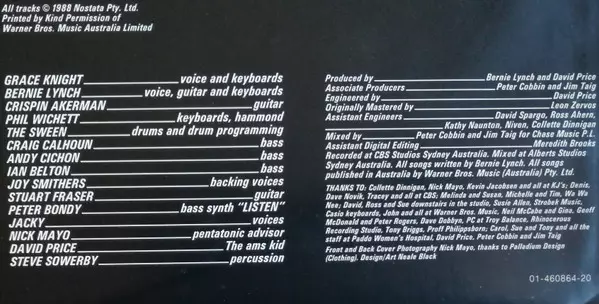 All tracks © 1988 Nostata Pty. Ltd.
Printed by Kind Permission of
Warner Bros. Music Australia Limited
GRACE KNIGHT voice and keyboards
BERNIE LYNCH voice, guitar and keyboards
CRISPIN AKERMAN guitar
PHIL WICHETT keyboards, hammond
THE SWEEN drums and drum programming
CRAIG CALHOUN bass
ANDY CICHON bass
IAN BELTON bass
JOY SMITHERS backing voices
STUART FRASER guitar
PETER BONDY bass synth "LISTEN"
JACKY voices
NICK MAYO pentatonic advisor
DAVID PRICE The ams kid
STEVE SOWERBY percussion
Produced by Bernie Lynch and David Price
Associate Producers Peter Cobbin and Jim Taig
Engineered by David Price
Originally Mastered by Leon Zervos
Assistant Engineers David Spargo, Ross Ahern,
Kathy Naunton, Niven, Collette Dinnigan
Mixed by Peter Cobbin and Jim Taig for Chase Music P.L.
Assistant Digital Editing Meredith Brooks
Recorded at CBS Studios Sydney Australia. Mixed at Alberts Studios
Sydney Australia. All songs written by Bernie Lynch. All songs
published in Australia by Warner Bros. Music (Australia) Pty. Ltd.
THANKS TO: Collette Dinnigan, Nick Mayo, Kevin Jacobsen and all at KJ's; Denis,
Dave Novik, Tracey and all at CBS; Melinda and Susan, Michelle and Tim, Wa Wa
Nee; David, Ross and Sue downstairs in the studio, Susie Allen, Strobek Music,
Casio keyboards, John and all at Warner Bros. Music, Neil McCabe and Gina, Geoff
McDonald and Peter Rogers, Dave Dobbyn, PC at Troy Balance, Rhinoceros
Recording Studio, Tony Briggs, Proff Philippsborn; Carol, Sue and Tony and all the
staff at Paddo Women's Hospital, David Price, Peter Cobbin and Jim Taig
Front and Back Cover Photography Nick Mayo, thanks to Palladium Design
(Clothing). Design/Art Neale Black
01-460864-20